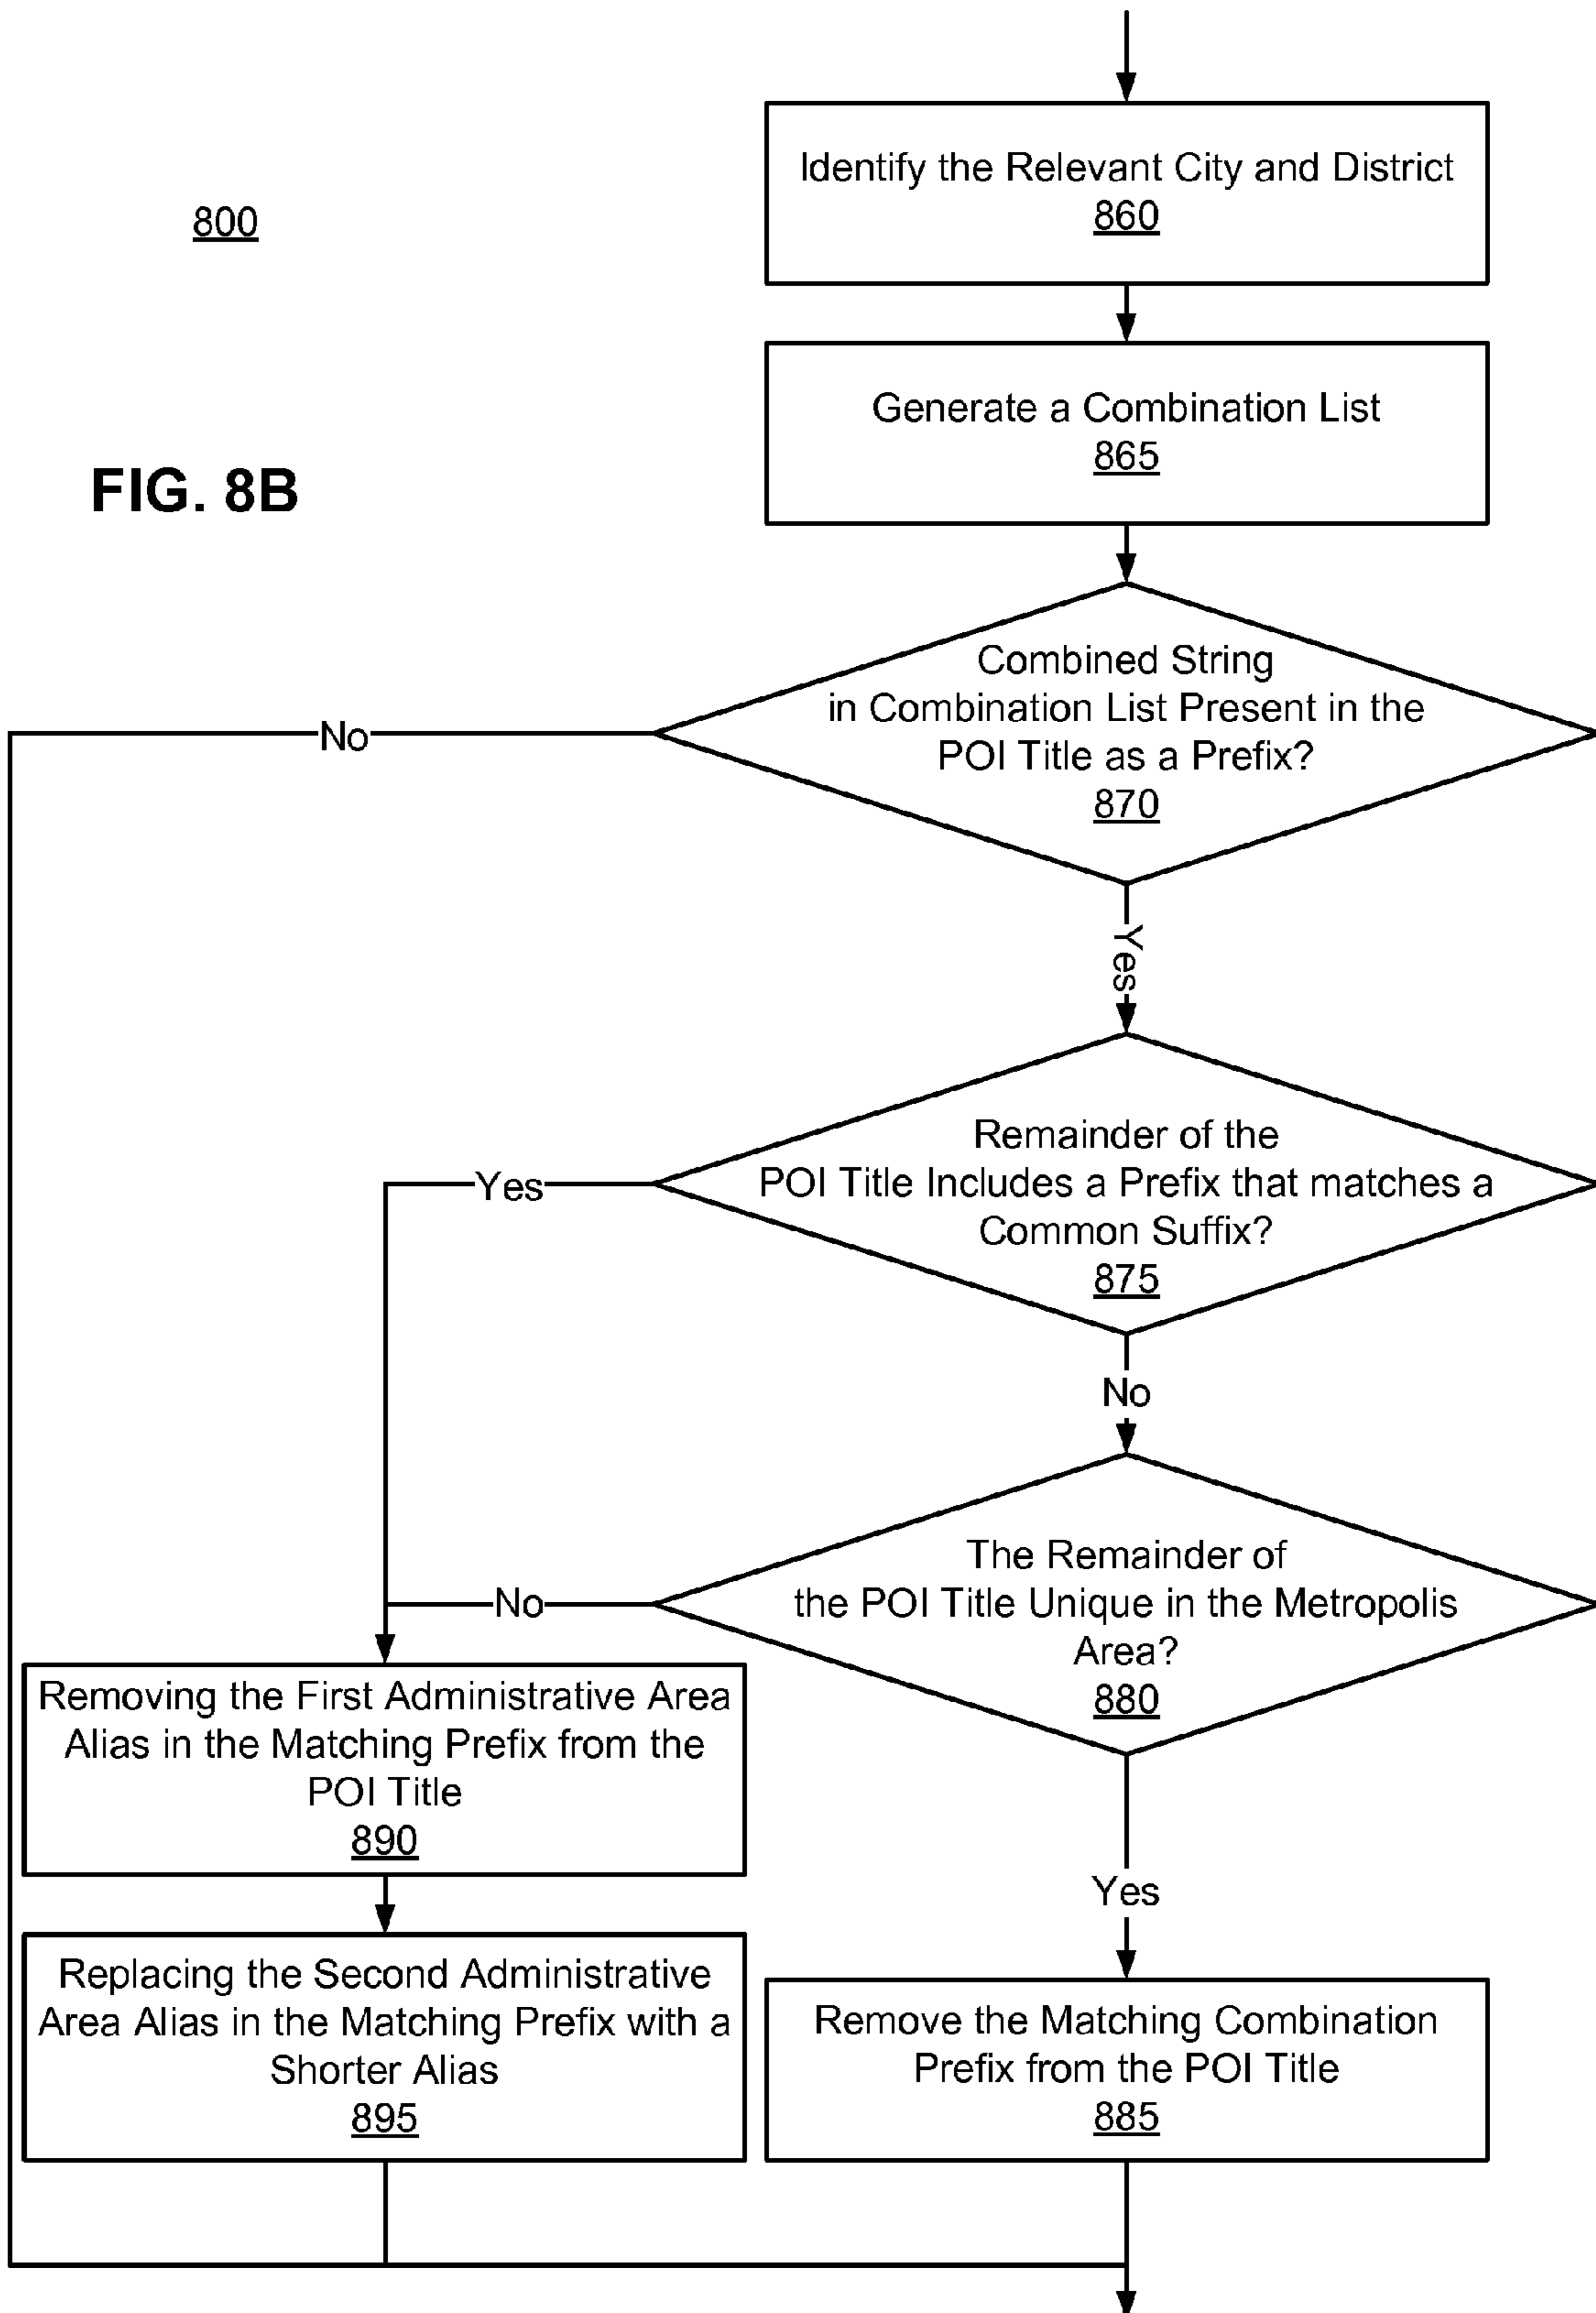 800
FIG. 8B
Identify the Relevant City and District
860
Generate a Combination List
865
Combined String
in Combination List Present in the
POI Title as a Prefix?
870
No
Yes
Remainder of the
POI Title Includes a Prefix that matches a
Common Suffix?
875
Yes
No
The Remainder of
the POI Title Unique in the Metropolis
Area?
880
No
Yes
Removing the First Administrative Area
Alias in the Matching Prefix from the
POI Title
890
Replacing the Second Administrative
Area Alias in the Matching Prefix with a
Shorter Alias
895
Remove the Matching Combination
Prefix from the POI Title
885